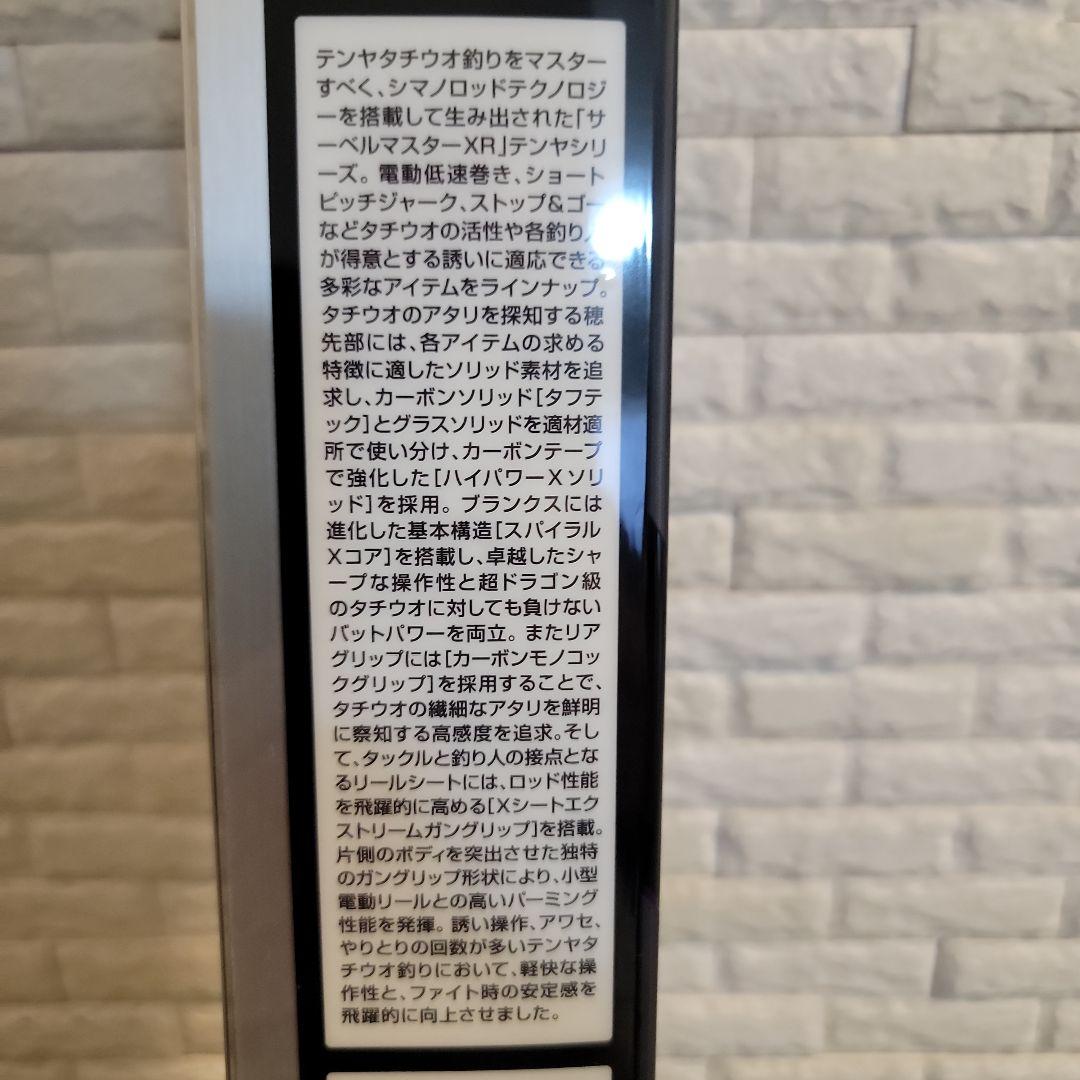 テンヤタチウオ釣りをマスター
すべく、シマノロッドテクノロジ
ーを搭載して生み出された「サ
ーベルマスターXR」テンヤシリ
ーズ。電動低速巻き、ショート
ピッチジャーク、ストップ&ゴー
などタチウオの活性や各釣り人
が得意とする誘いに適応できる
多彩なアイテムをラインナップ。
タチウオのアタリを探知する穂
先部には、各アイテムの求める
特徴に適したソリッド素材を追
求し、カーボンソリッド[タフテ
ック]とグラスソリッドを適材適
所で使い分け、カーボンテープ
で強化した[ハイパワーXソリ
ッド]を採用。ブランクスには
進化した基本構造[スパイラル
Xコア]を搭載し、卓越したシャ
ープな操作性と超ドラゴン級
のタチウオに対しても負けない
バットパワーを両立。またリア
グリップには[カーボンモノコッ
クグリップ]を採用することで、
タチウオの繊細なアタリを鮮明
に察知する高感度を追求。そし
て、タックルと釣り人の接点とな
るリールシートには、ロッド性能
を飛躍的に高める[Xシートエク
ストリームガングリップ]を搭載。
片側のボディを突出させた独特
のガングリップ形状により、小型
電動リールとの高いパーミング
性能を発揮。誘い操作、アワセ、
やりとりの回数が多いテンヤタ
チウオ釣りにおいて、軽快な操
作性と、ファイト時の安定感を
飛躍的に向上させました。